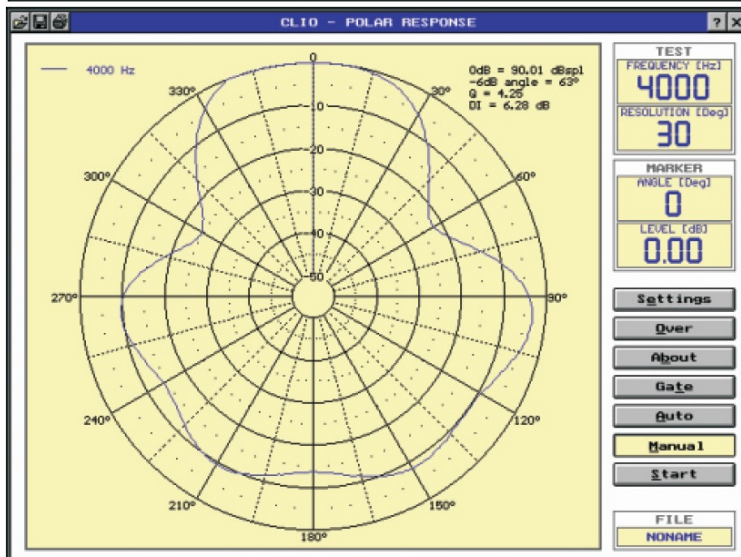 CLIO - POLAR RESPONSE
? ×
4000 Hz
0dB = 90.01 dBspl
-6dB angle = 63°
Q = 4.25
DI = 6.28 dB
0
330°
30°
-10
-20
300°
60°
-30
-40
-50
270°
90°
240°
120°
210°
150°
180°
TEST
FREQUENCY [Hz]
4000
RESOLUTION [Deg]
30
MARKER
ANGLE [Deg]
0
LEVEL [dB]
0.00
Settings
Over
About
Gate
Auto
Manual
Start
FILE
NONAME